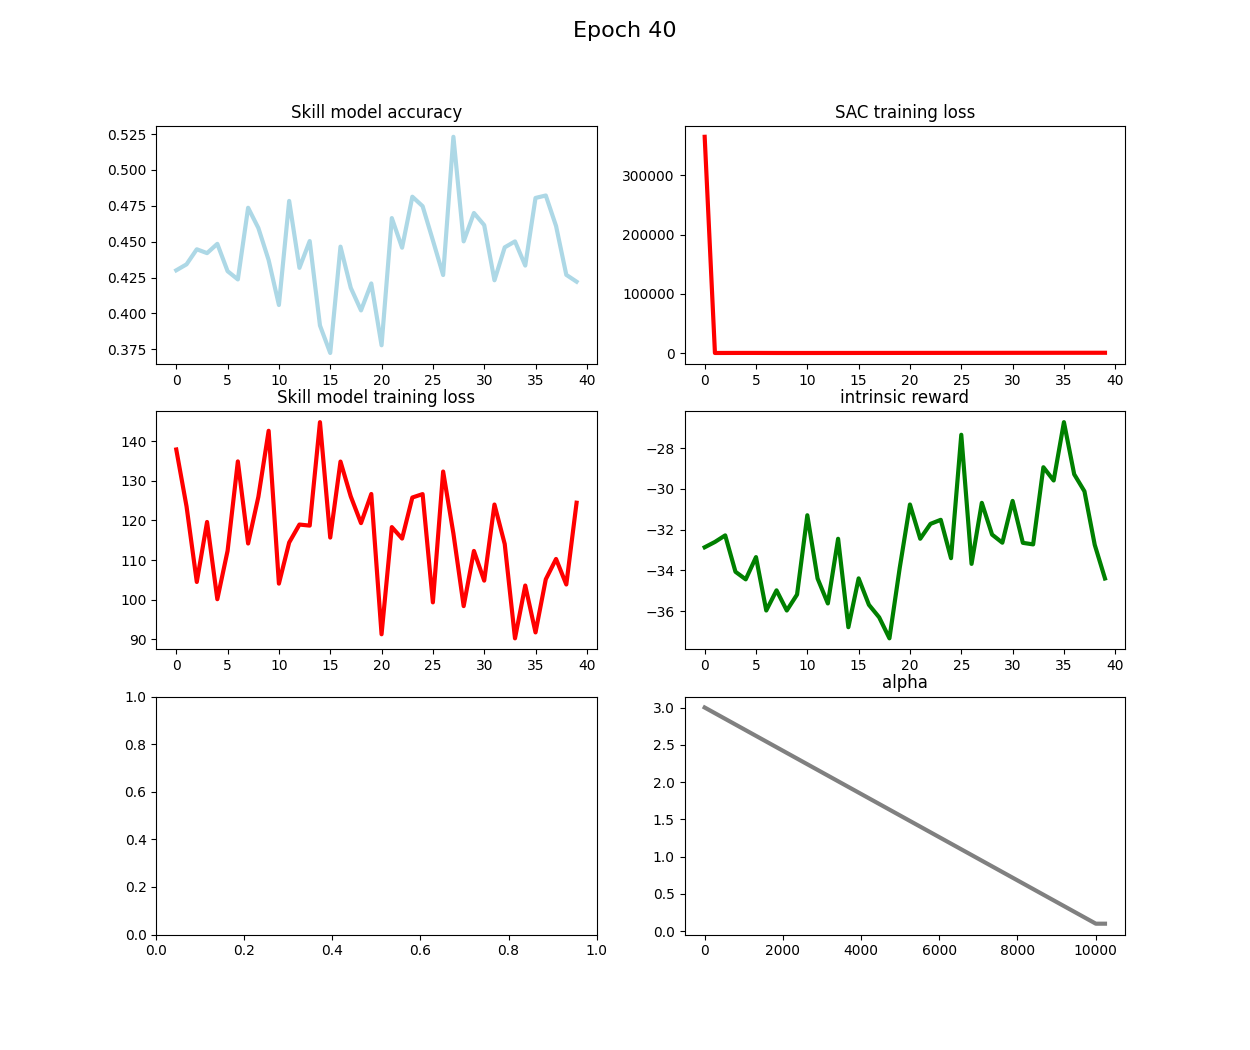 Epoch 40
Skill model accuracy
0.525
0.500
0.475
0.450
0.425
0.400
0.375
0 5 10 15 20 25 30 35 40
SAC training loss
300000
200000
100000
0
0 5 10 15 20 25 30 35 40
Skill model training loss
140
130
120
110
100
90
0 5 10 15 20 25 30 35 40
intrinsic reward
−28
−30
−32
−34
−36
0 5 10 15 20 25 30 35 40
1.0
0.8
0.6
0.4
0.2
0.0
0.0 0.2 0.4 0.6 0.8 1.0
alpha
3.0
2.5
2.0
1.5
1.0
0.5
0.0
0 2000 4000 6000 8000 10000